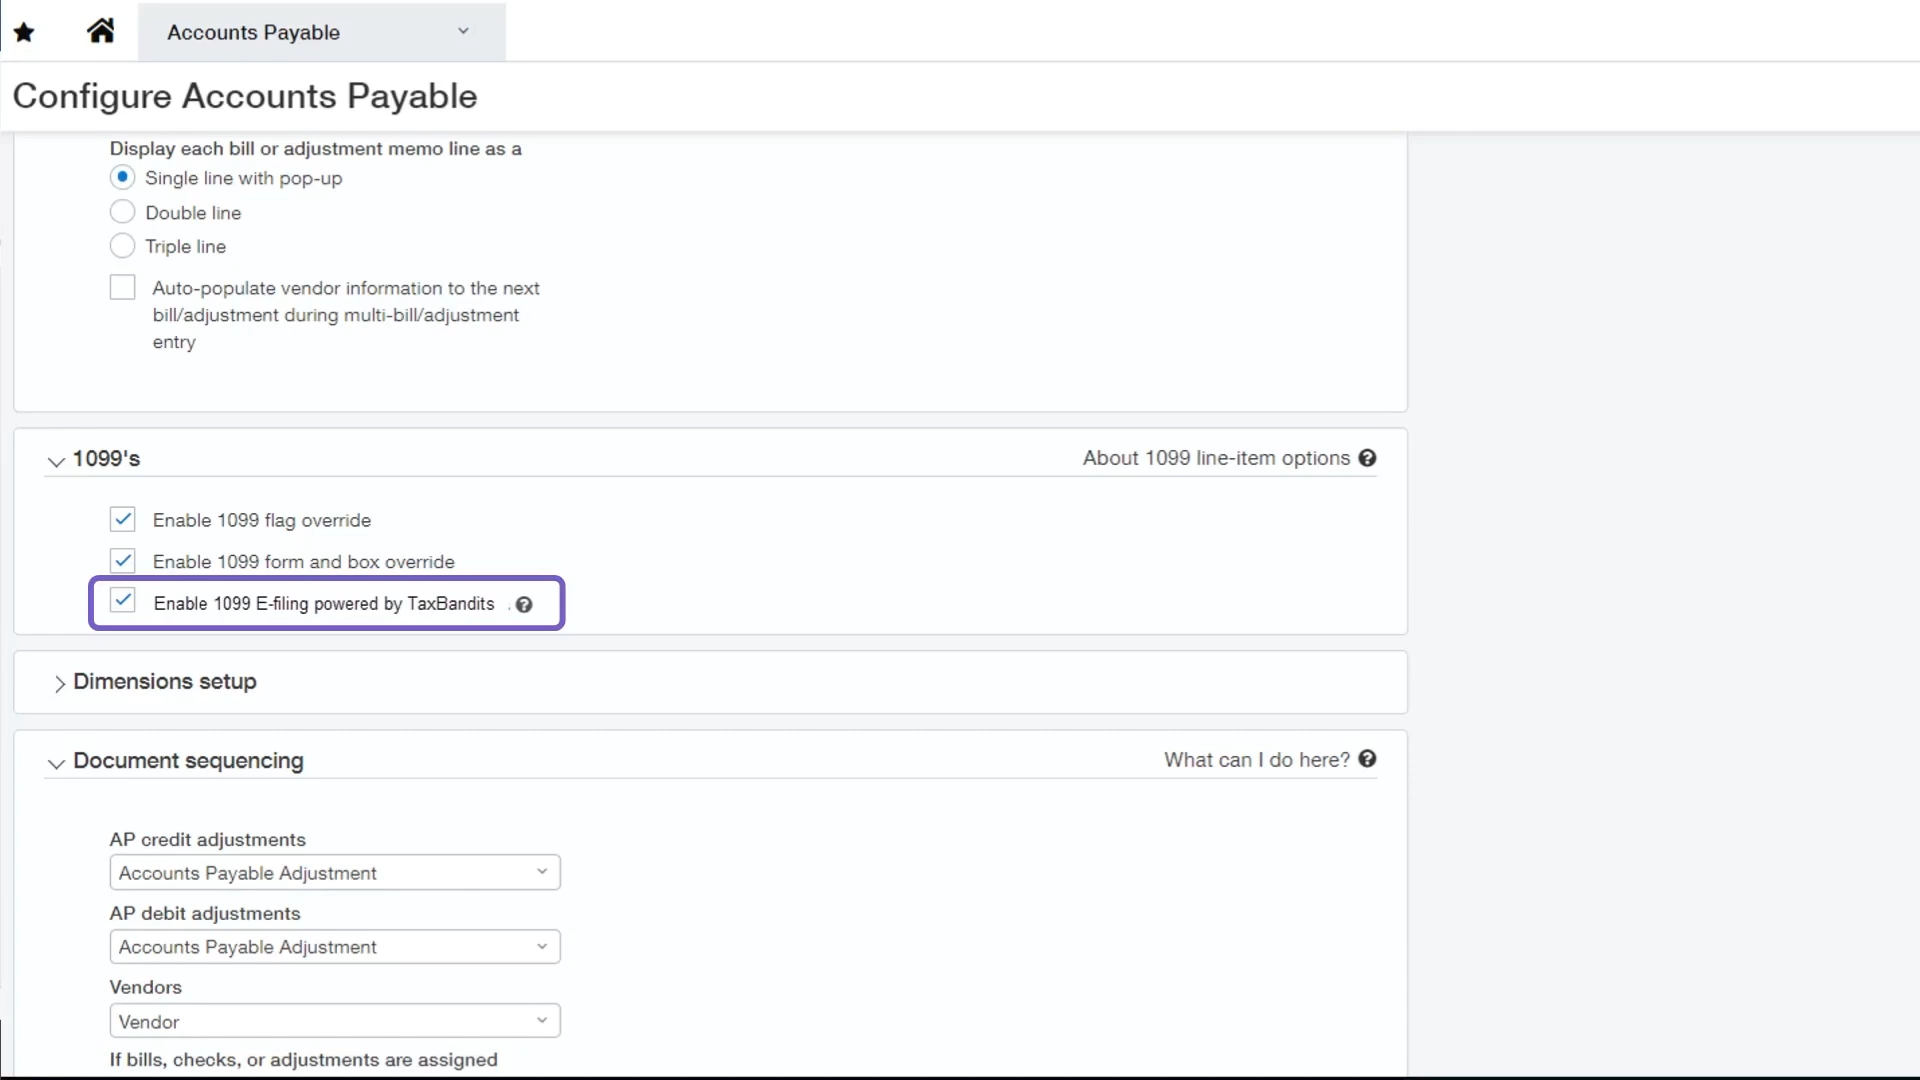 Accounts Payable
Configure Accounts Payable
Display each bill or adjustment memo line as a
Single line with pop-up
Double line
Triple line
Auto-populate vendor information to the next
bill/adjustment during multi-bill/adjustment
entry
1099's
About 1099 line-item options ?
Enable 1099 flag override
Enable 1099 form and box override
Enable 1099 E-filing powered by TaxBandits . ?
Dimensions setup
Document sequencing
What can I do here? ?
AP credit adjustments
Accounts Payable Adjustment
AP debit adjustments
Accounts Payable Adjustment
Vendors
Vendor
If bills, checks, or adjustments are assigned